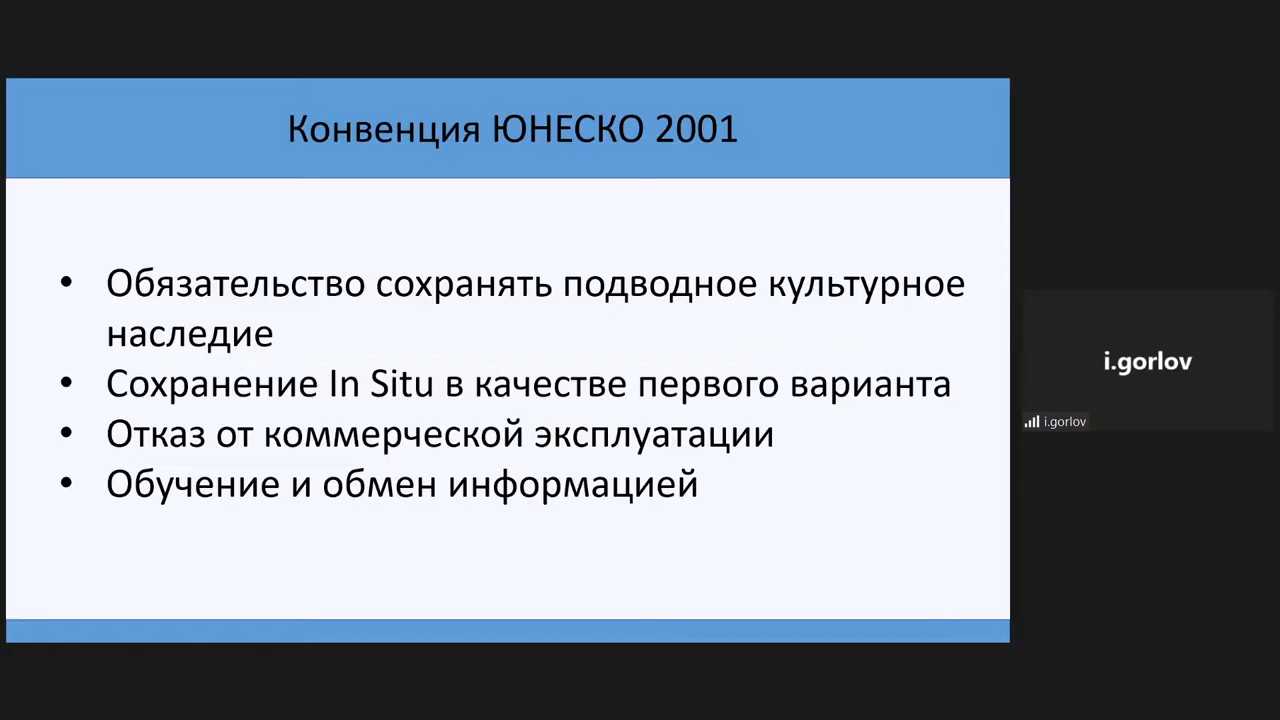 Конвенция ЮНЕСКО 2001
• Обязательство сохранять подводное культурное
наследие
• Сохранение In Situ в качестве первого варианта
• Отказ от коммерческой эксплуатации
• Обучение и обмен информацией
i.gorlov
i.gorlov